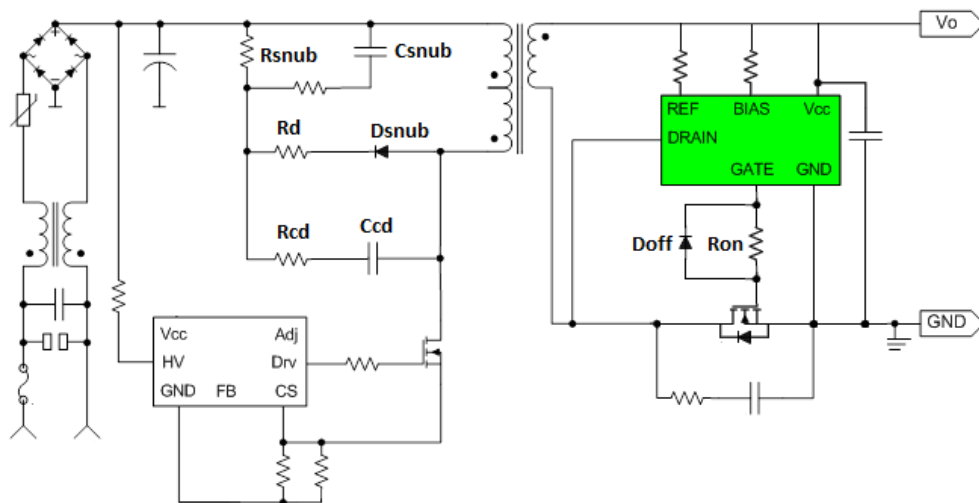 Rsnub
Csnub
Vo
Rd
Dsnub
REF
BIAS
Vcc
DRAIN
GATE
GND
Rcd
Ccd
Doff
Ron
Vcc
Adj
HV
Drv
GND
FB
CS
GND